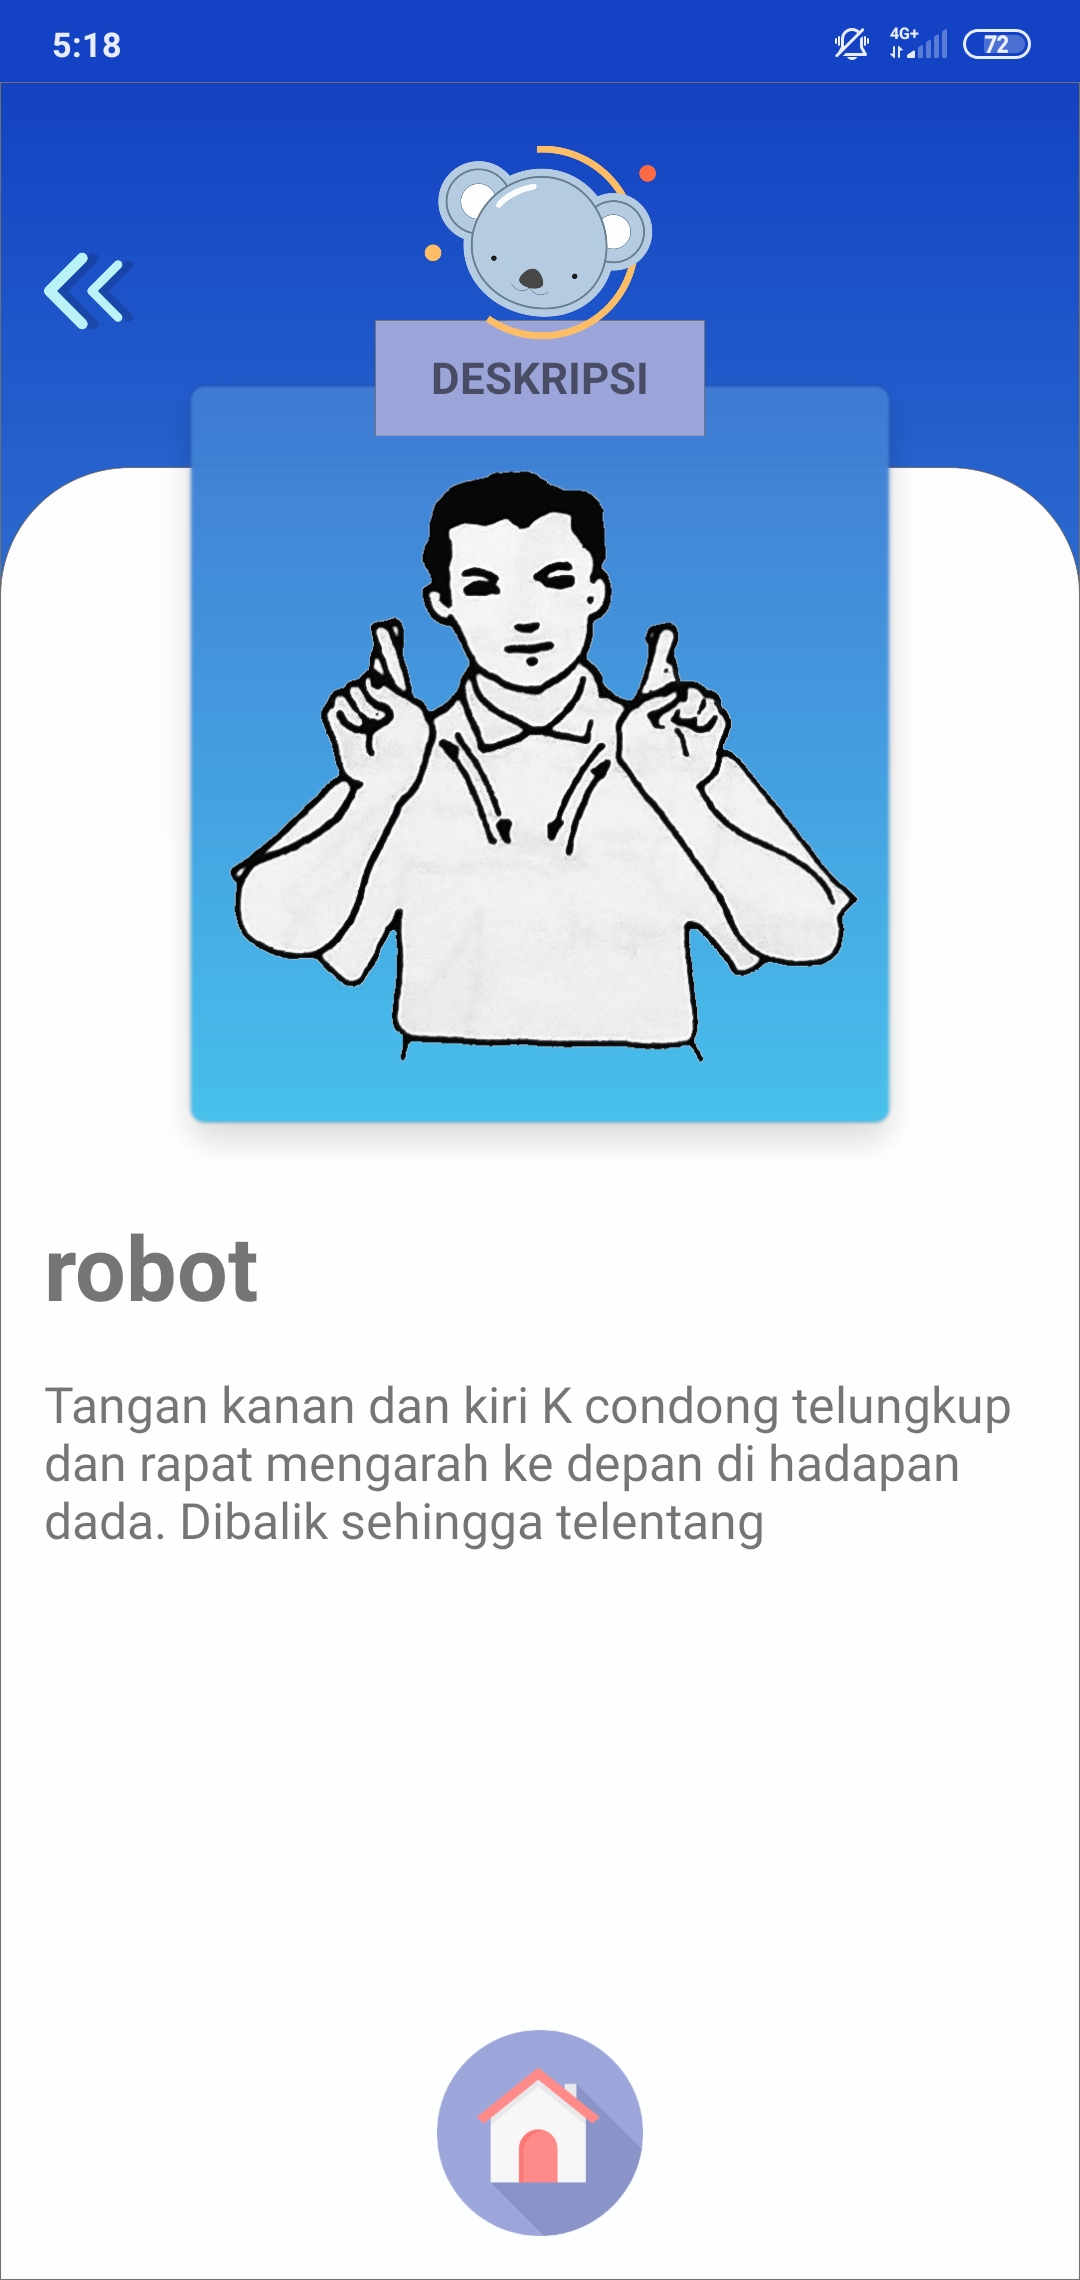 5:18
4G+
72
DESKRIPSI
robot
Tangan kanan dan kiri K condong telungkup
dan rapat mengarah ke depan di hadapan
dada. Dibalik sehingga telentang